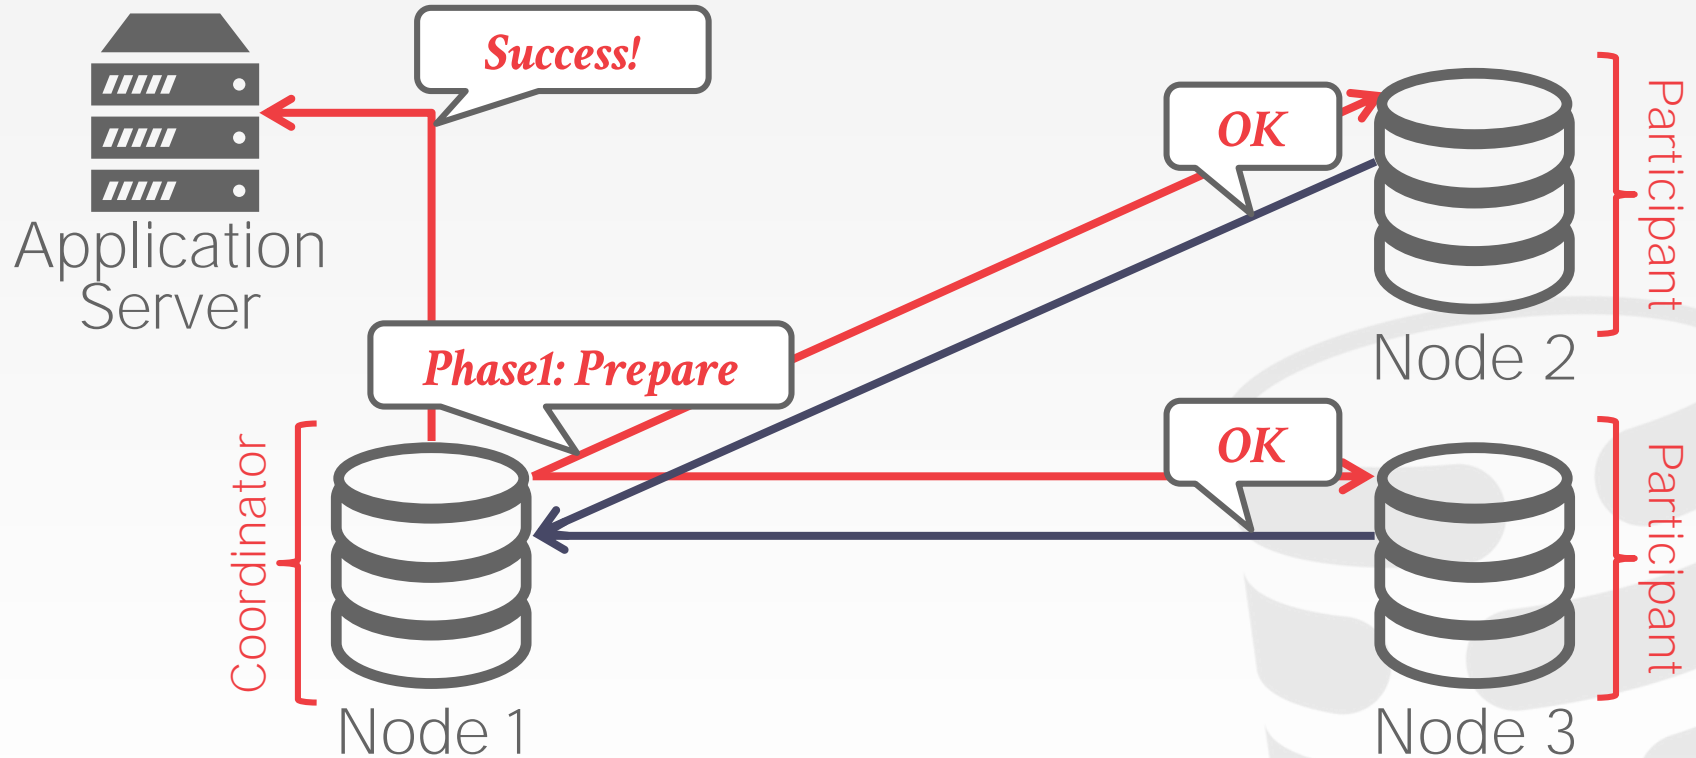 Success!
OK
Participant
Application
Server
Phase1: Prepare
Node 2
OK
Coordinator
Participant
Node 1
Node 3